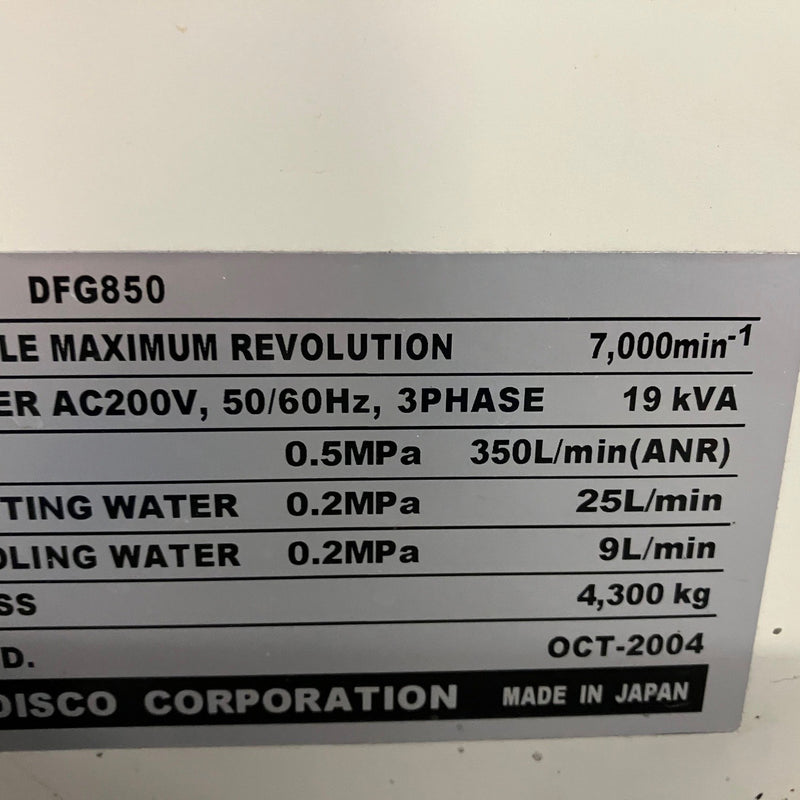 DFG850
LE MAXIMUM REVOLUTION 7,000min⁻¹
ER AC200V, 50/60Hz, 3PHASE 19 kVA
0.5MPa 350L/min(ANR)
TING WATER 0.2MPa 25L/min
OLING WATER 0.2MPa 9L/min
SS 4,300 kg
D. OCT-2004
DISCO CORPORATION MADE IN JAPAN